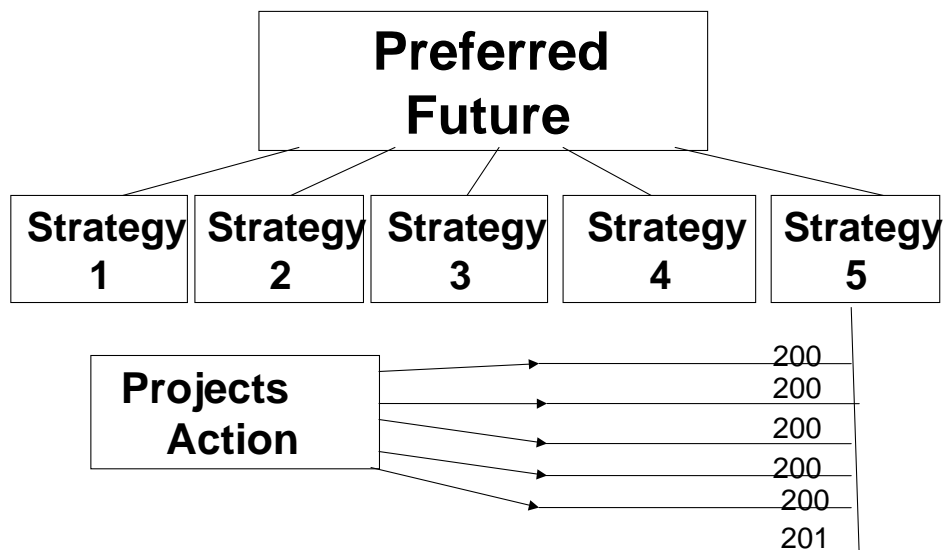 Preferred
Future
Strategy
1
Strategy
2
Strategy
3
Strategy
4
Strategy
5
Projects
Action
200
200
200
200
200
201